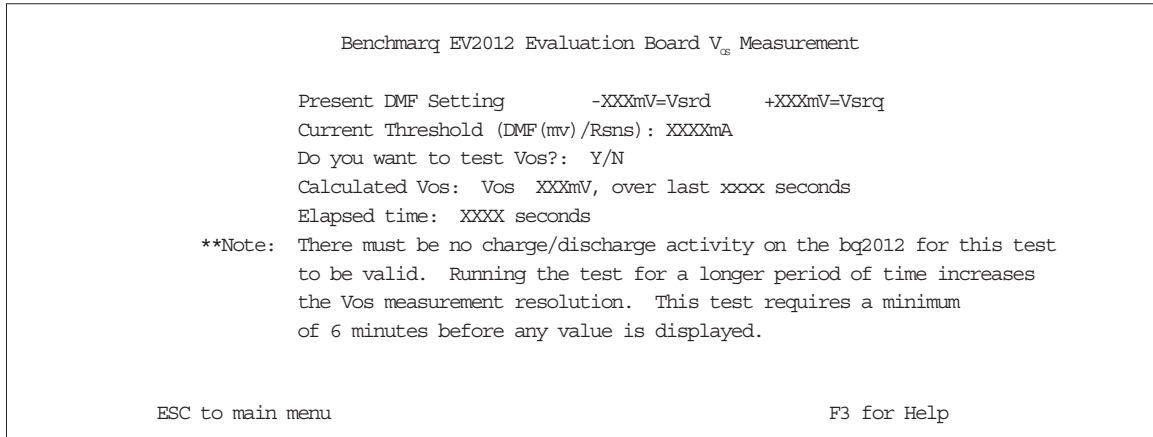 Benchmarq EV2012 Evaluation Board Vos Measurement
Present DMF Setting -XXXmV=Vsrd +XXXmV=Vsrq
Current Threshold (DMF(mv)/Rsns): XXXXmA
Do you want to test Vos?: Y/N
Calculated Vos: Vos XXXmV, over last xxxx seconds
Elapsed time: XXXX seconds
**Note: There must be no charge/discharge activity on the bq2012 for this test
to be valid. Running the test for a longer period of time increases
the Vos measurement resolution. This test requires a minimum
of 6 minutes before any value is displayed.
ESC to main menu F3 for Help